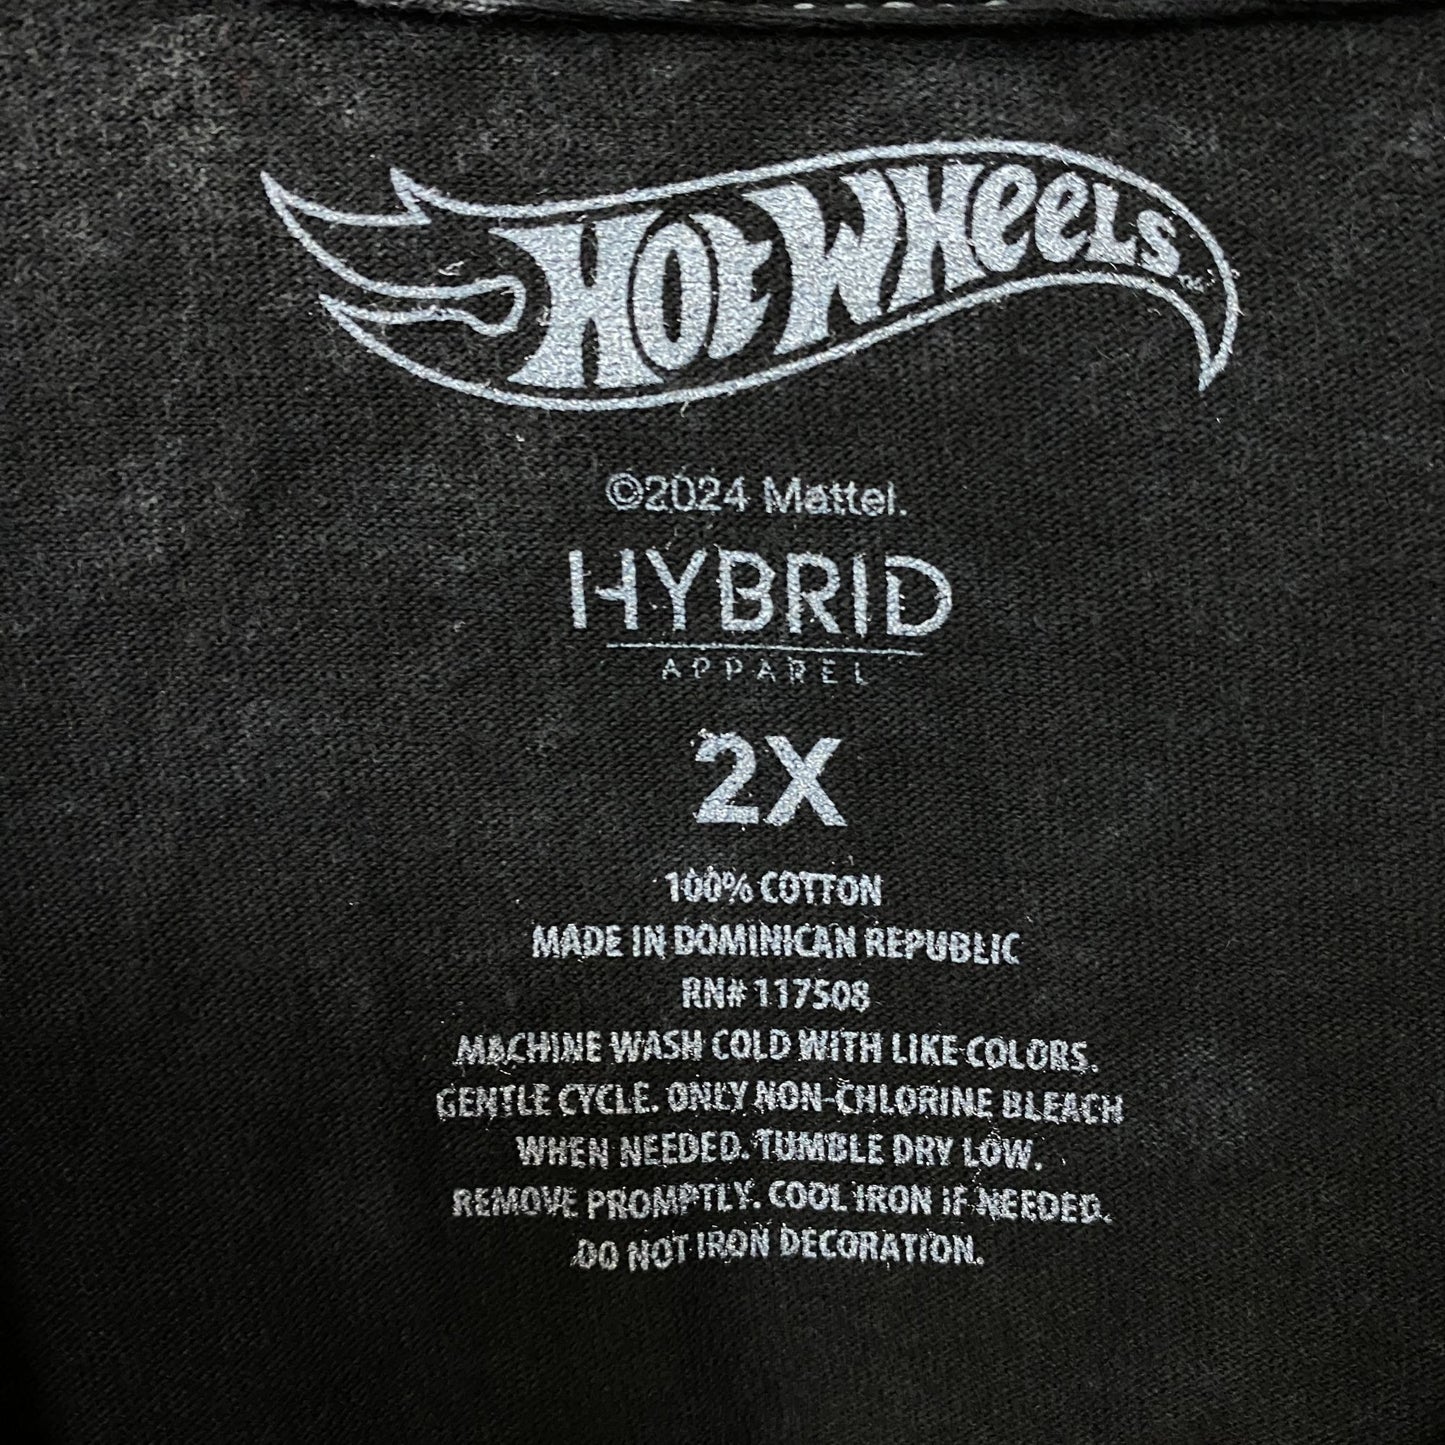 HOT WHEELS™
©2024 Mattel.
HYBRID
APPAREL
2X
100% COTTON
MADE IN DOMINICAN REPUBLIC
RN# 117508
MACHINE WASH COLD WITH LIKE COLORS.
GENTLE CYCLE. ONLY NON-CHLORINE BLEACH
WHEN NEEDED. TUMBLE DRY LOW.
REMOVE PROMPTLY. COOL IRON IF NEEDED.
DO NOT IRON DECORATION.